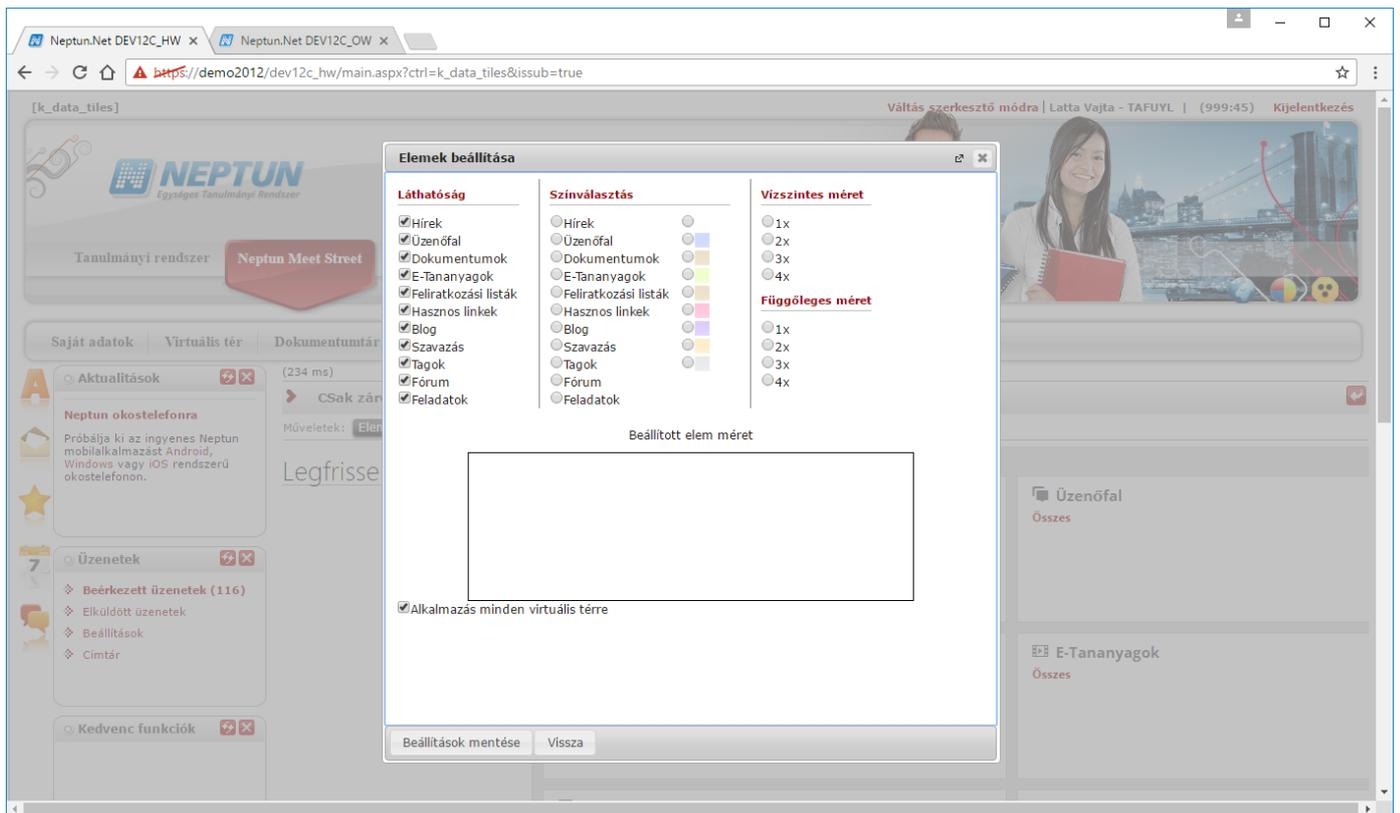 Neptun.Net DEV12C_HW
Neptun.Net DEV12C_OW
https://demo2012/dev12c_hw/main.aspx?ctrl=k_data_tiles&issub=true
[k_data_tiles]
Váltás szerkesztő módra | Latta Vajta - TAFUYL | (999:45) Kijelentkezés
NEPTUN
Egységes Tanulmányi Rendszer
Tanulmányi rendszer
Neptun Meet Street
Saját adatok
Virtuális tér
Dokumentumtár
Aktualitások
Neptun okostelefonra
Próbálja ki az ingyenes Neptun
mobilalkalmazást Android,
Windows vagy iOS rendszerű
okostelefonon.
7
Üzenetek
Beérkezett üzenetek (116)
Elküldött üzenetek
Beállítások
Címtár
Kedvenc funkciók
(234 ms)
Műveletek:
Legfrisse
Elemek beállítása
Láthatóság
Hírek
Üzenőfal
Dokumentumok
E-Tananyagok
Feliratkozási listák
Hasznos linkek
Blog
Szavazás
Tagok
Fórum
Feladatok
Színválasztás
Hírek
Üzenőfal
Dokumentumok
E-Tananyagok
Feliratkozási listák
Hasznos linkek
Blog
Szavazás
Tagok
Fórum
Feladatok
Vízszintes méret
1x
2x
3x
4x
Függőleges méret
1x
2x
3x
4x
Beállított elem méret
Alkalmazás minden virtuális térre
Beállítások mentése
Vissza
Üzenőfal
Összes
E-Tananyagok
Összes